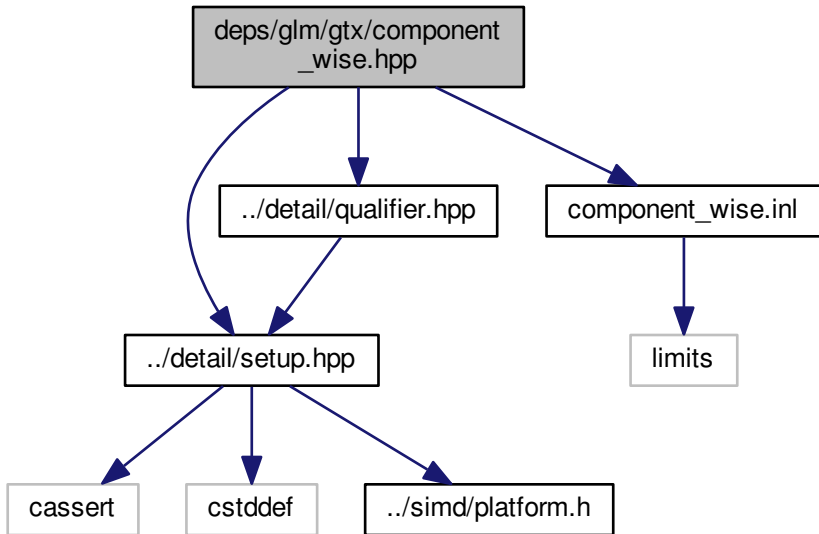 deps/glm/gtx/component
_wise.hpp
../detail/qualifier.hpp
component_wise.inl
../detail/setup.hpp
limits
cassert
cstddef
../simd/platform.h